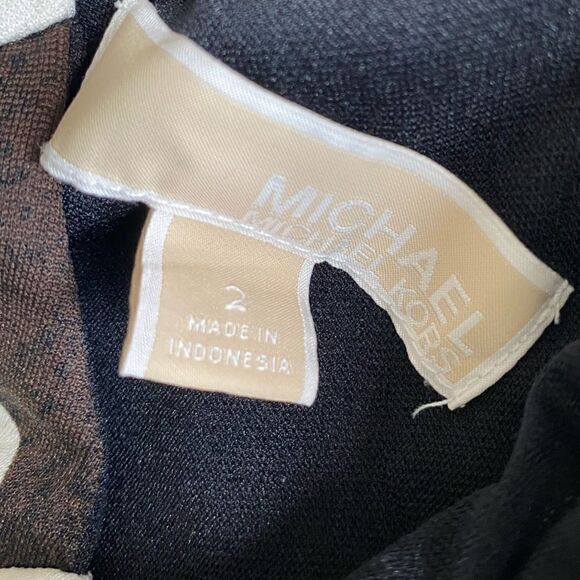 MICHAEL
MICHAEL KORS
2
MADE IN
INDONESIA